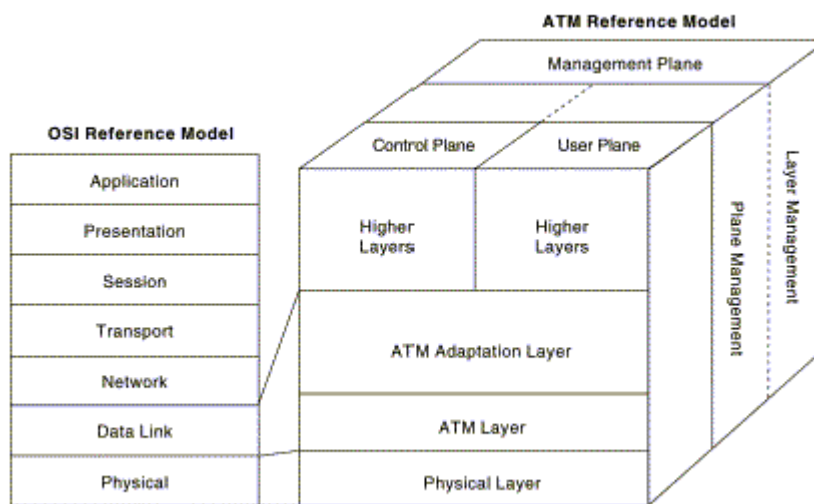 ATM Reference Model
Management Plane
OSI Reference Model
Control Plane
User Plane
Application
Presentation
Session
Transport
Network
Data Link
Physical
Higher
Layers
Higher
Layers
ATM Adaptation Layer
ATM Layer
Physical Layer
Plane Management
Layer Management